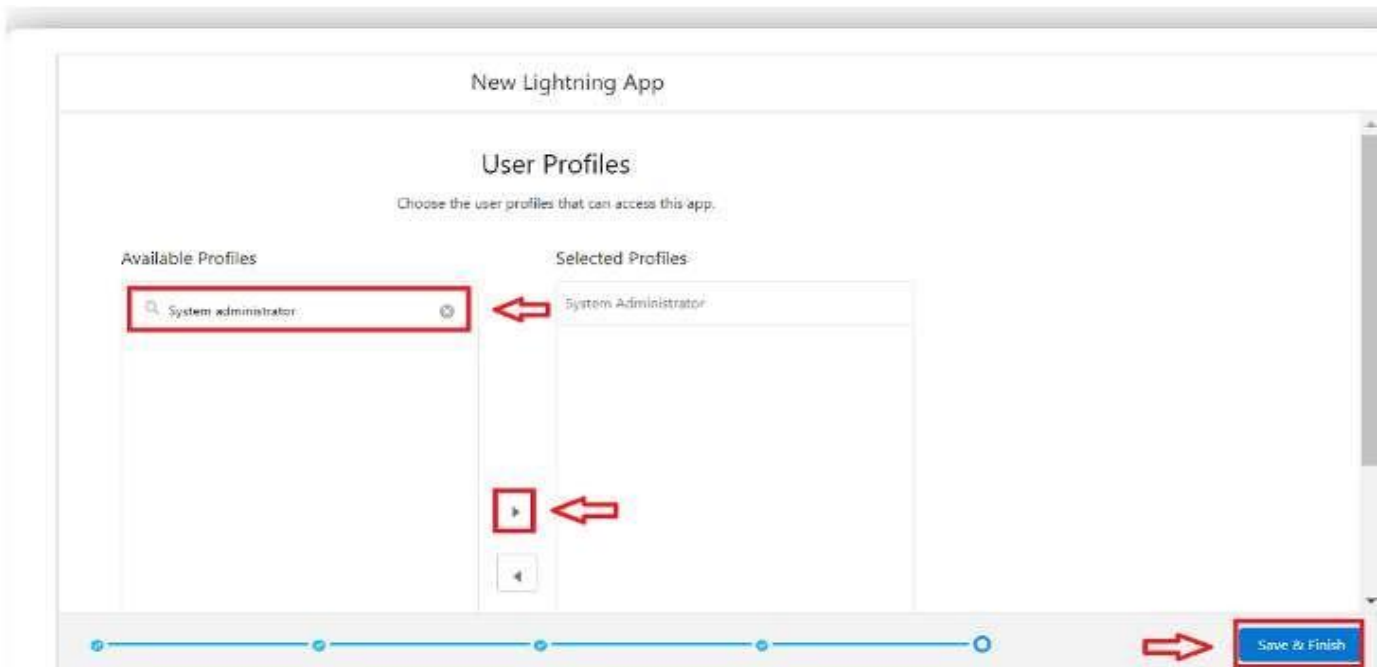 New Lightning App
User Profiles
Choose the user profiles that can access this app.
Available Profiles
Selected Profiles
System administrator
System Administrator
Save & Finish